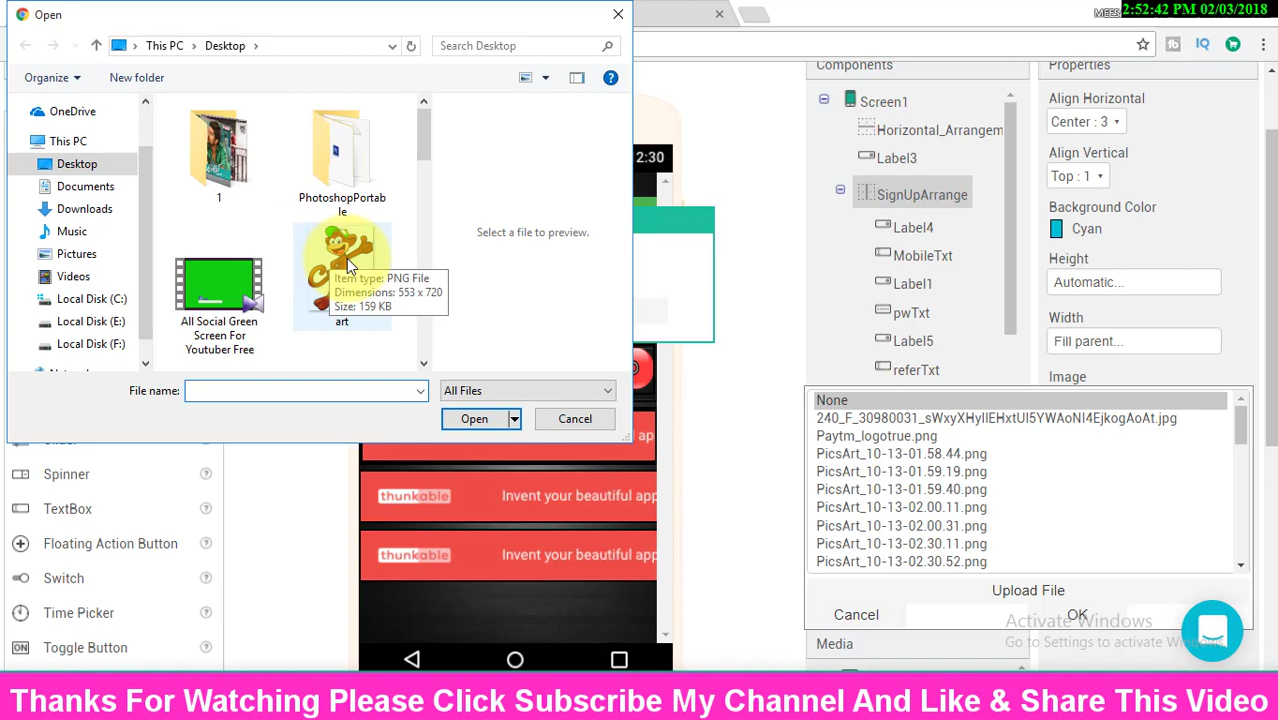 Open
MEES
2:52:42 PM 02/03/2018
This PC
Desktop
Search Desktop
Organize
New folder
OneDrive
This PC
Desktop
Documents
Downloads
Music
Pictures
Videos
Local Disk (C:)
Local Disk (E:)
Local Disk (F:)
1
PhotoshopPortab
le
All Social Green
Screen For
Youtuber Free
Item type: PNG File
Dimensions: 553 x 720
Size: 159 KB
art
Select a file to preview.
File name:
All Files
Open
Cancel
Spinner
TextBox
Floating Action Button
Switch
Time Picker
ON
Toggle Button
2:30
thunkable
Invent your beautiful app
thunkable
Invent your beautiful app
IQ
Components
Screen1
Horizontal_Arrangem
Label3
SignUpArrange
Label4
MobileTxt
Label1
pwTxt
Label5
referTxt
Properties
Align Horizontal
Center : 3
Align Vertical
Top : 1
Background Color
Cyan
Height
Automatic...
Width
Fill parent...
Image
None
Paytm_logotrue.png
PicsArt_10-13-01.58.44.png
PicsArt_10-13-01.59.19.png
PicsArt_10-13-01.59.40.png
PicsArt_10-13-02.00.11.png
PicsArt_10-13-02.00.31.png
PicsArt_10-13-02.30.11.png
PicsArt_10-13-02.30.52.png
Upload File
Cancel
OK
Activate Windows
Go to Settings to activate Windows.
Media
Thanks For Watching Please Click Subscribe My Channel And Like & Share This Video